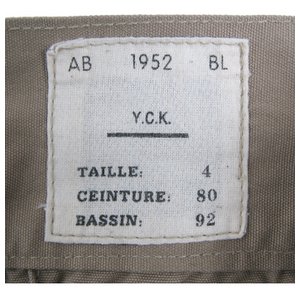 AB 1952 BL
Y.C.K.
TAILLE: 4
CEINTURE: 80
BASSIN: 92